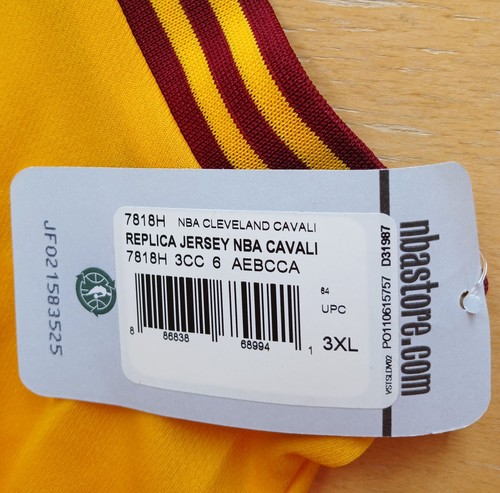 7818H NBA CLEVELAND CAVALI
REPLICA JERSEY NBA CAVALI
7818H 3CC 6 AEBCCA
64
UPC
8 86838 68994 1
3XL
VSTSLDV02 PO110615757 D31987
nbastore.com
JF021583525